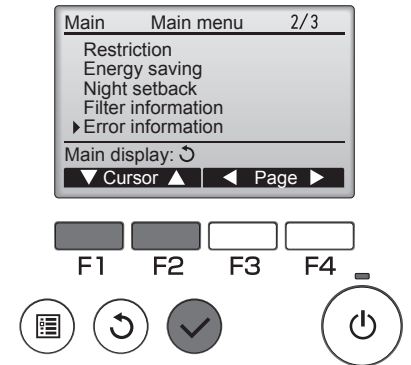 Main Main menu 2/3
Restriction
Energy saving
Night setback
Filter information
Error information
Main display:
Cursor Page
F1 F2 F3 F4